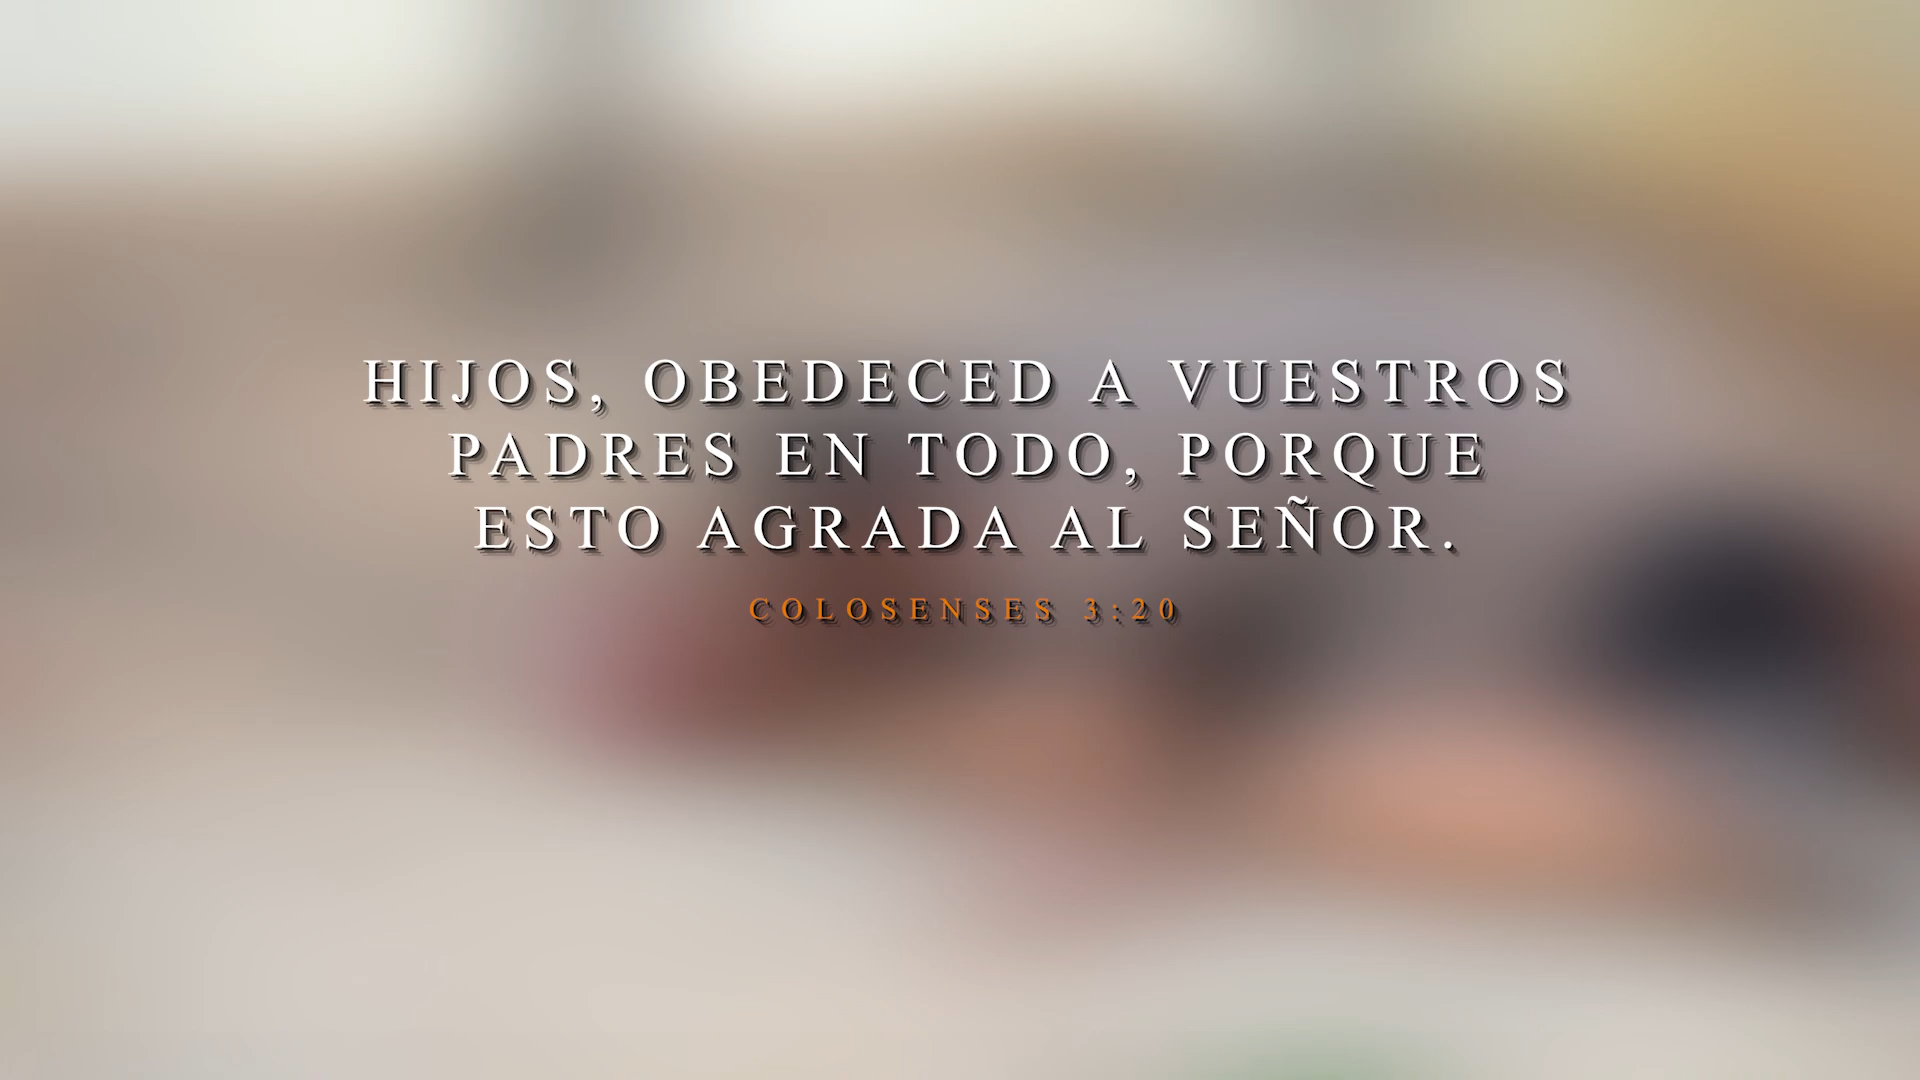 HIJOS, OBEDECED A VUESTROS
PADRES EN TODO, PORQUE
ESTO AGRADA AL SEÑOR.
COLOSENSES 3:20